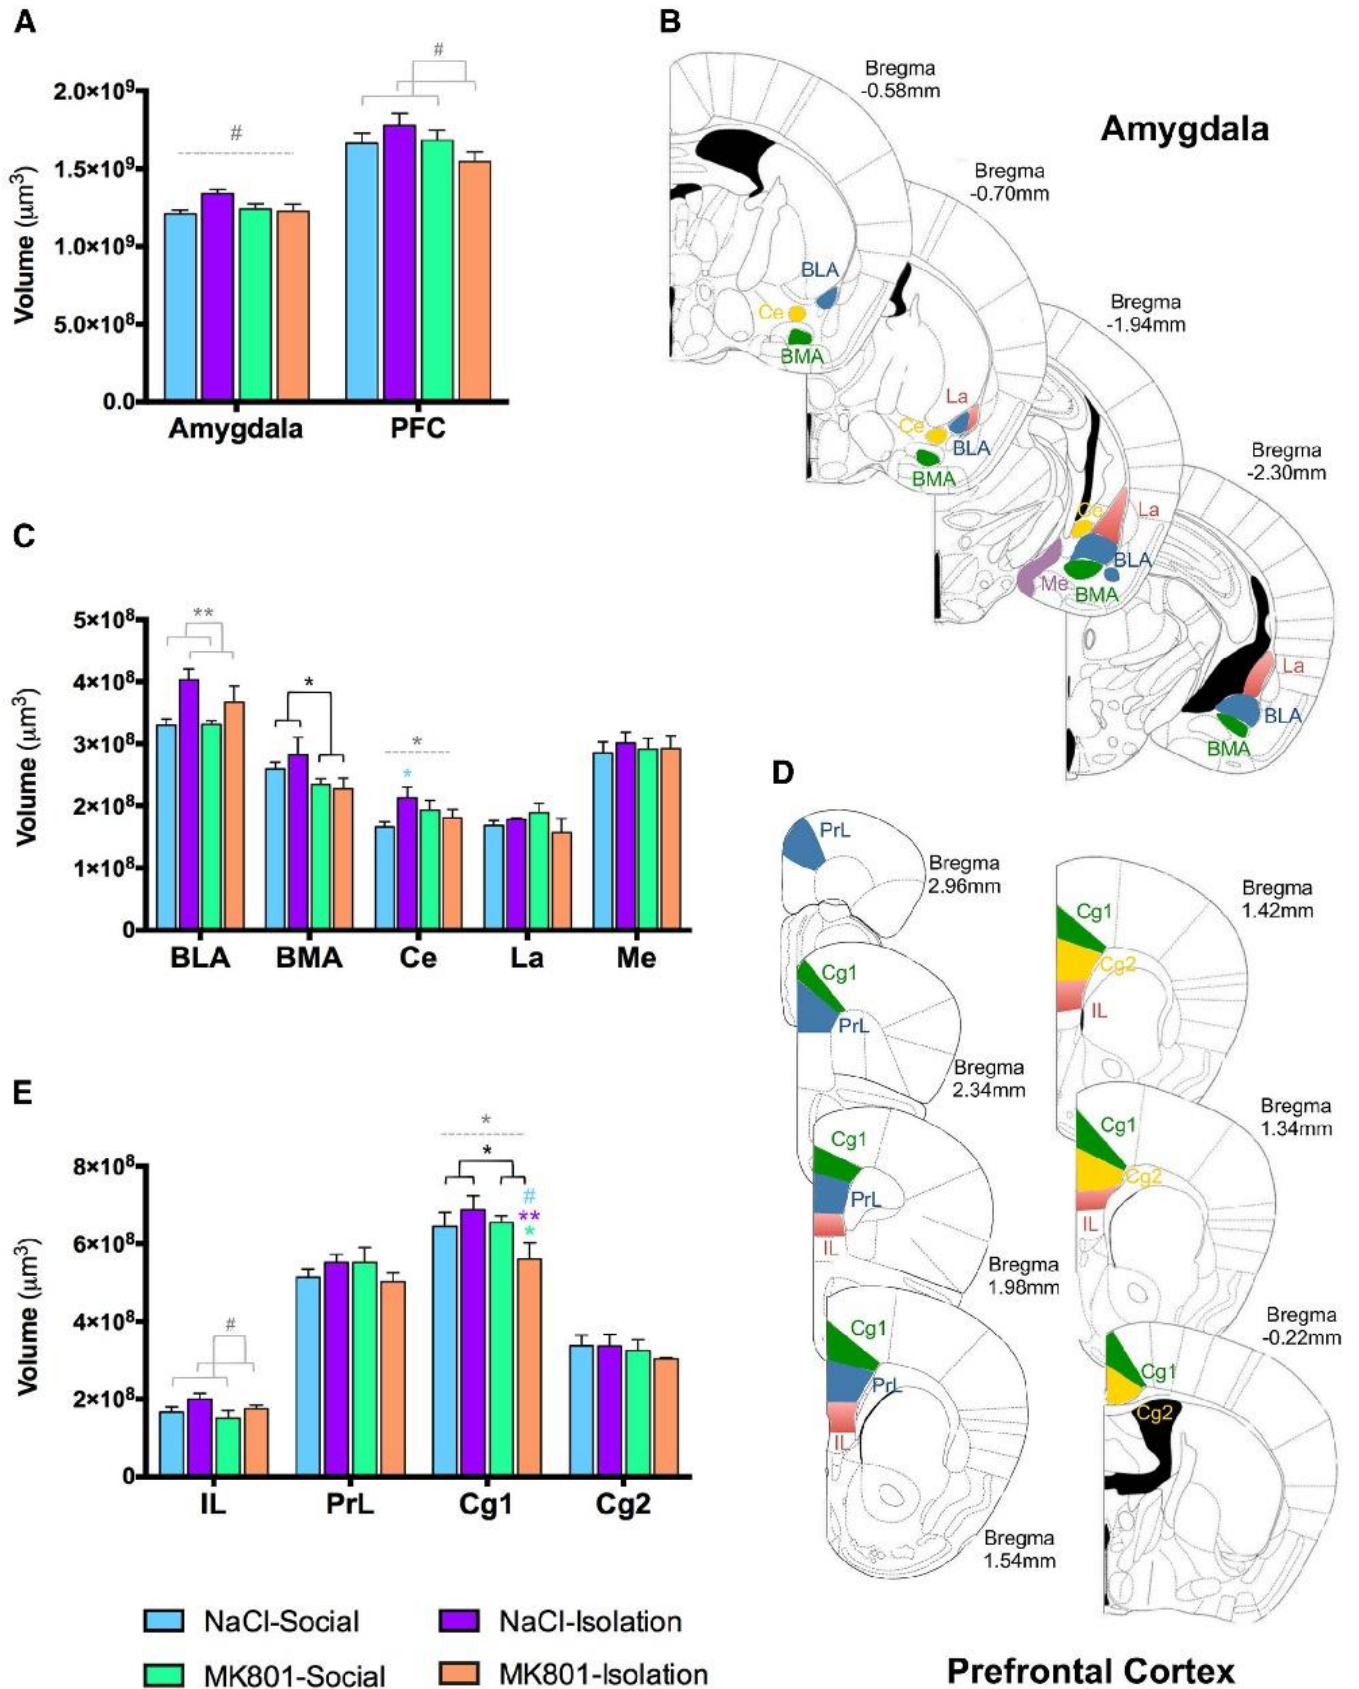 A
#
#
2.0×10⁹
1.5×10⁹
1.0×10⁹
5.0×10⁸
0.0
Volume (μm³)
Amygdala
PFC
B
Amygdala
Bregma
-0.58mm
BLA
Ce
BMA
Bregma
-0.70mm
La
Ce
BLA
BMA
Bregma
-1.94mm
Ce
La
BLA
Me
BMA
Bregma
-2.30mm
La
BLA
BMA
C
**
*
*
*
5×10⁸
4×10⁸
3×10⁸
2×10⁸
1×10⁸
0
Volume (μm³)
BLA
BMA
Ce
La
Me
D
PrL
Bregma
2.96mm
Cg1
PrL
Bregma
2.34mm
Cg1
PrL
IL
Bregma
1.98mm
Cg1
PrL
IL
Bregma
1.54mm
Cg1
Cg2
IL
Bregma
1.42mm
Cg1
Cg2
IL
Bregma
1.34mm
Cg1
Cg2
Bregma
-0.22mm
Prefrontal Cortex
E
#
*
*
#
**
*
8×10⁸
6×10⁸
4×10⁸
2×10⁸
0
Volume (μm³)
IL
PrL
Cg1
Cg2
NaCl-Social
NaCl-Isolation
MK801-Social
MK801-Isolation